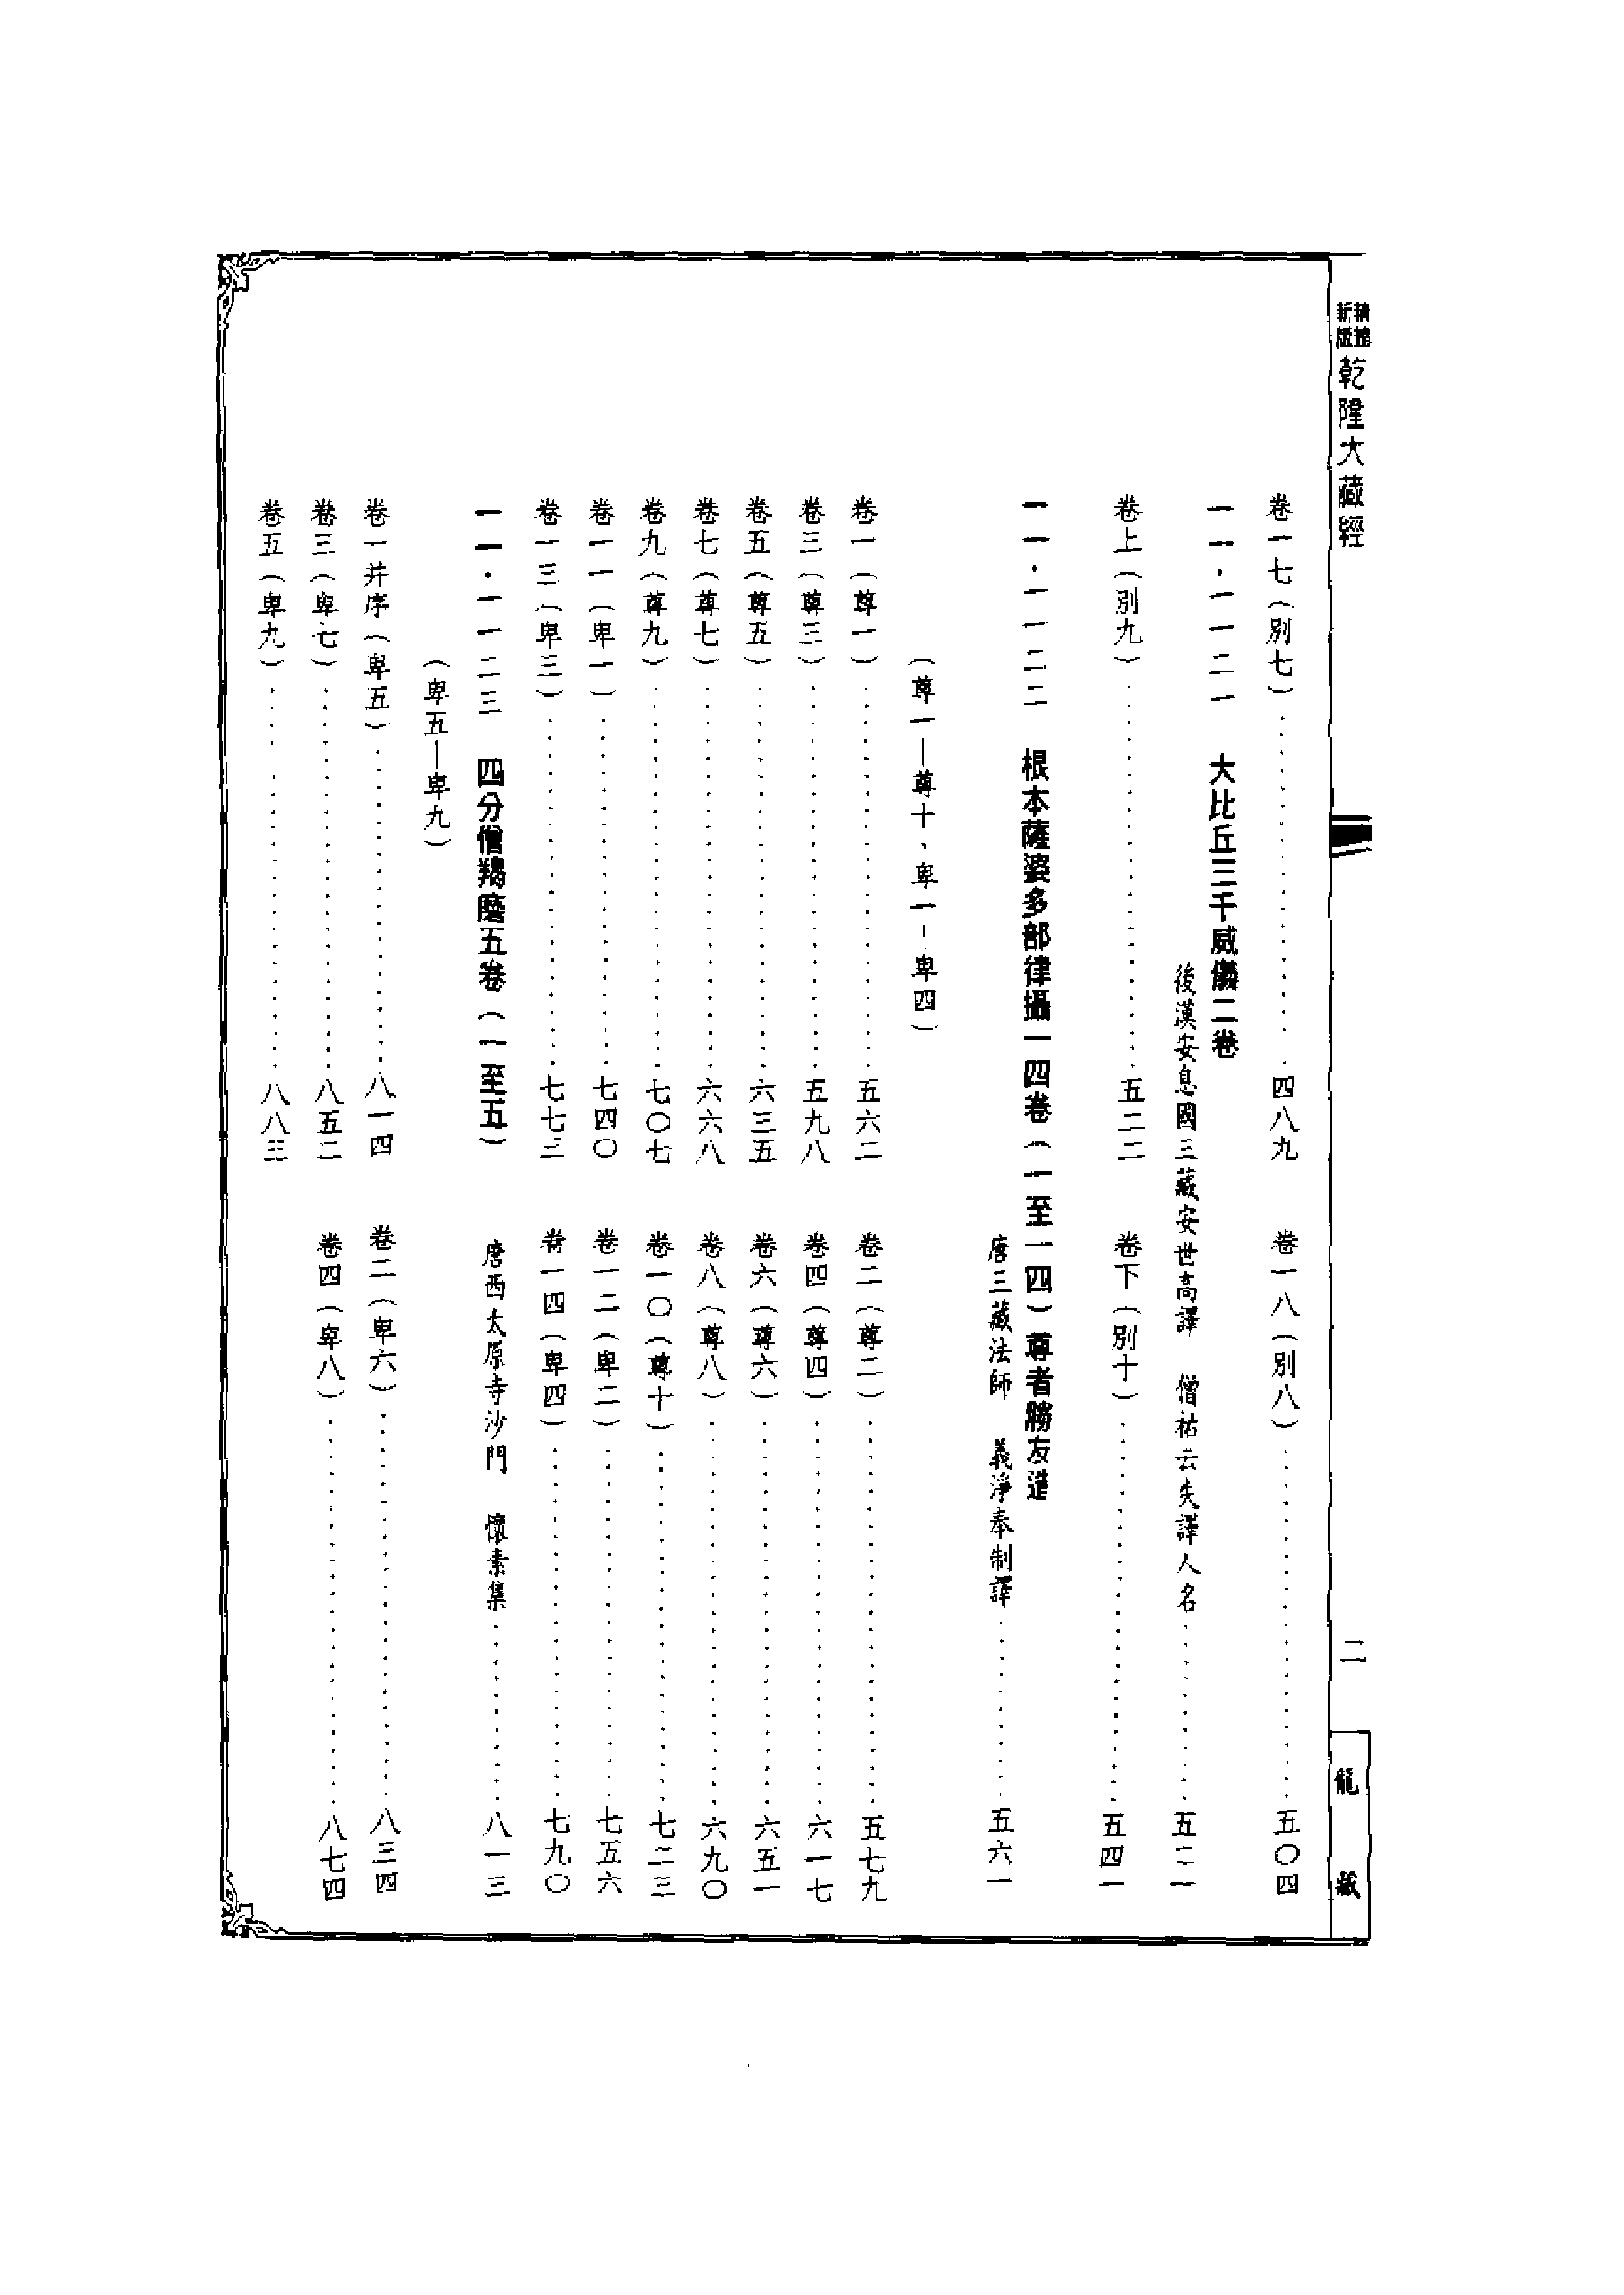 新版 精縮 乾隆大藏經
二
龍藏
卷一七（別七）……四八九
卷一八（別八）……五〇四
一一·一一二一 大比丘三千威儀二卷
後漢安息國三藏安世高譯 僧祐云失譯人名……五二一
卷上（別九）……五二二
卷下（別十）……五四一
一一·一一二二 根本薩婆多部律攝一四卷（一至一四）尊者勝友造
唐三藏法師 義淨奉制譯……五六一
（尊一—尊十、卑一—卑四）
卷一（尊一）……五六二
卷二（尊二）……五七九
卷三（尊三）……五九八
卷四（尊四）……六一七
卷五（尊五）……六三五
卷六（尊六）……六五一
卷七（尊七）……六六八
卷八（尊八）……六九〇
卷九（尊九）……七〇七
卷一〇（尊十）……七二三
卷一一（卑一）……七四〇
卷一二（卑二）……七五六
卷一三（卑三）……七七三
卷一四（卑四）……七九〇
一一·一一二三 四分僧羯磨五卷（一至五）
唐西太原寺沙門 懷素集……八一三
（卑五—卑九）
卷一并序（卑五）……八一四
卷二（卑六）……八三四
卷三（卑七）……八五二
卷四（卑八）……八七四
卷五（卑九）……八八三